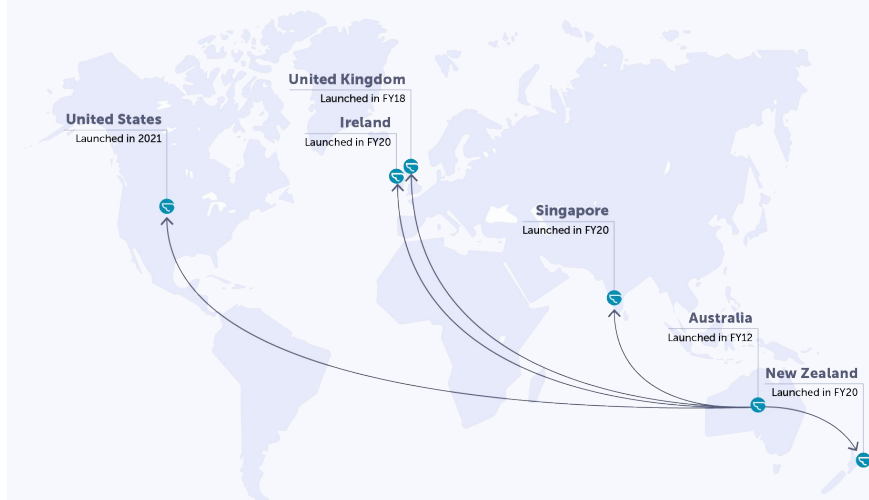 United Kingdom
Launched in FY18
United States
Launched in 2021
Ireland
Launched in FY20
Singapore
Launched in FY20
Australia
Launched in FY12
New Zealand
Launched in FY20